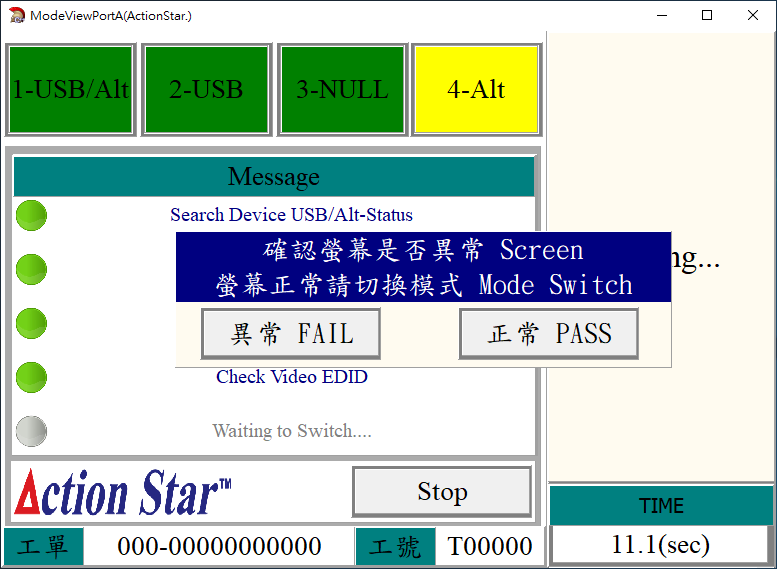 ModeViewPortA(ActionStar.)
1-USB/Alt
2-USB
3-NULL
4-Alt
Message
Search Device USB/Alt-Status
確認螢幕是否異常 Screen
螢幕正常請切換模式 Mode Switch
ng...
異常 FAIL
正常 PASS
Check Video EDID
Waiting to Switch....
Action Star™
Stop
TIME
工單
000-00000000000
工號
T00000
11.1(sec)